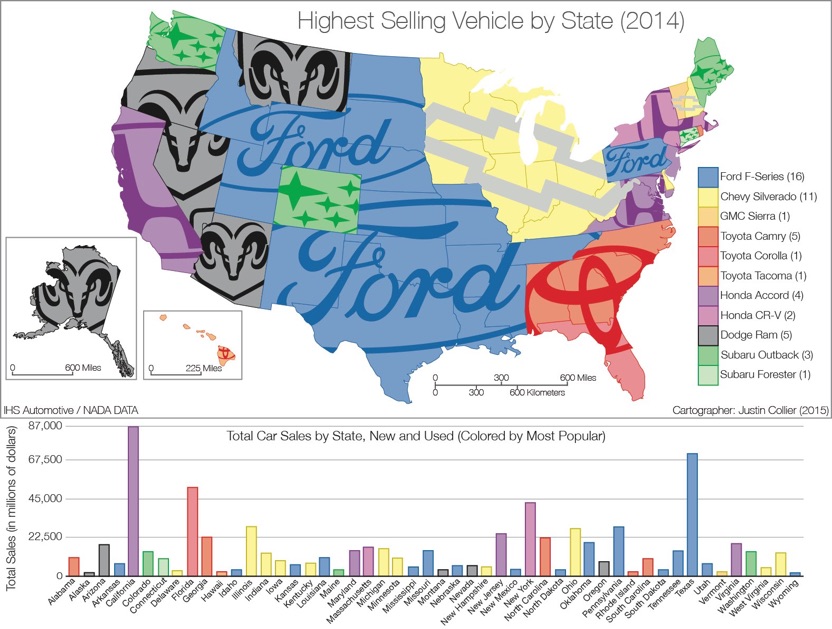 Highest Selling Vehicle by State (2014)
Ford
Ford
Ford
Ford F-Series (16)
Chevy Silverado (11)
GMC Sierra (1)
Toyota Camry (5)
Toyota Corolla (1)
Toyota Tacoma (1)
Honda Accord (4)
Honda CR-V (2)
Dodge Ram (5)
Subaru Outback (3)
Subaru Forester (1)
0 600 Miles
0 225 Miles
0 300 600 Miles
0 300 600 Kilometers
IHS Automotive / NADA DATA
Cartographer: Justin Collier (2015)
Total Car Sales by State, New and Used (Colored by Most Popular)
Total Sales (in millions of dollars)
87,000
67,500
45,000
22,500
0
Alabama
Alaska
Arizona
Arkansas
California
Colorado
Connecticut
Delaware
Florida
Georgia
Hawaii
Idaho
Illinois
Indiana
Iowa
Kansas
Kentucky
Louisiana
Maine
Maryland
Massachusetts
Michigan
Minnesota
Mississippi
Missouri
Montana
Nebraska
Nevada
New Hampshire
New Jersey
New Mexico
New York
North Carolina
North Dakota
Ohio
Oklahoma
Oregon
Pennsylvania
Rhode Island
South Carolina
South Dakota
Tennessee
Texas
Utah
Vermont
Virginia
Washington
West Virginia
Wisconsin
Wyoming